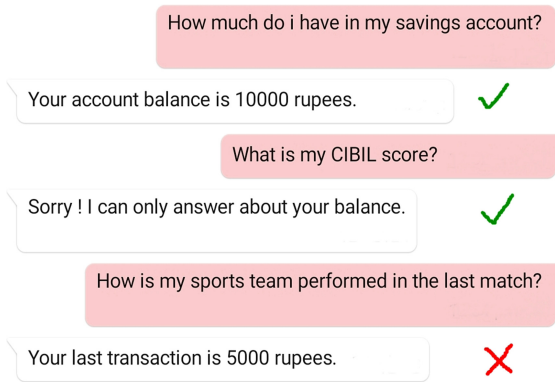 How much do i have in my savings account?
Your account balance is 10000 rupees.
What is my CIBIL score?
Sorry ! I can only answer about your balance.
How is my sports team performed in the last match?
Your last transaction is 5000 rupees.